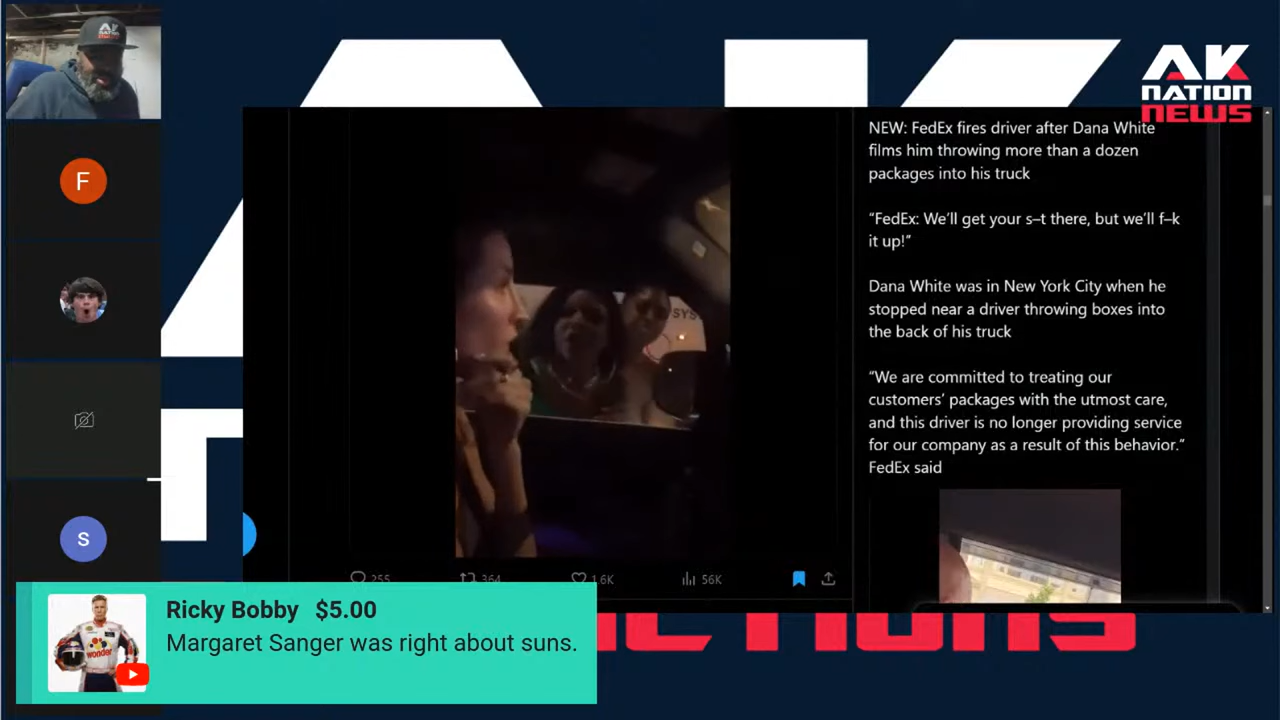 AK
NATION
NEWS
NEW: FedEx fires driver after Dana White
films him throwing more than a dozen
packages into his truck
“FedEx: We’ll get your s–t there, but we’ll f–k
it up!”
Dana White was in New York City when he
stopped near a driver throwing boxes into
the back of his truck
“We are committed to treating our
customers’ packages with the utmost care,
and this driver is no longer providing service
for our company as a result of this behavior.”
FedEx said
F
S
SYS
255
364
1.6K
56K
Ricky Bobby $5.00
Margaret Sanger was right about suns.
wonder